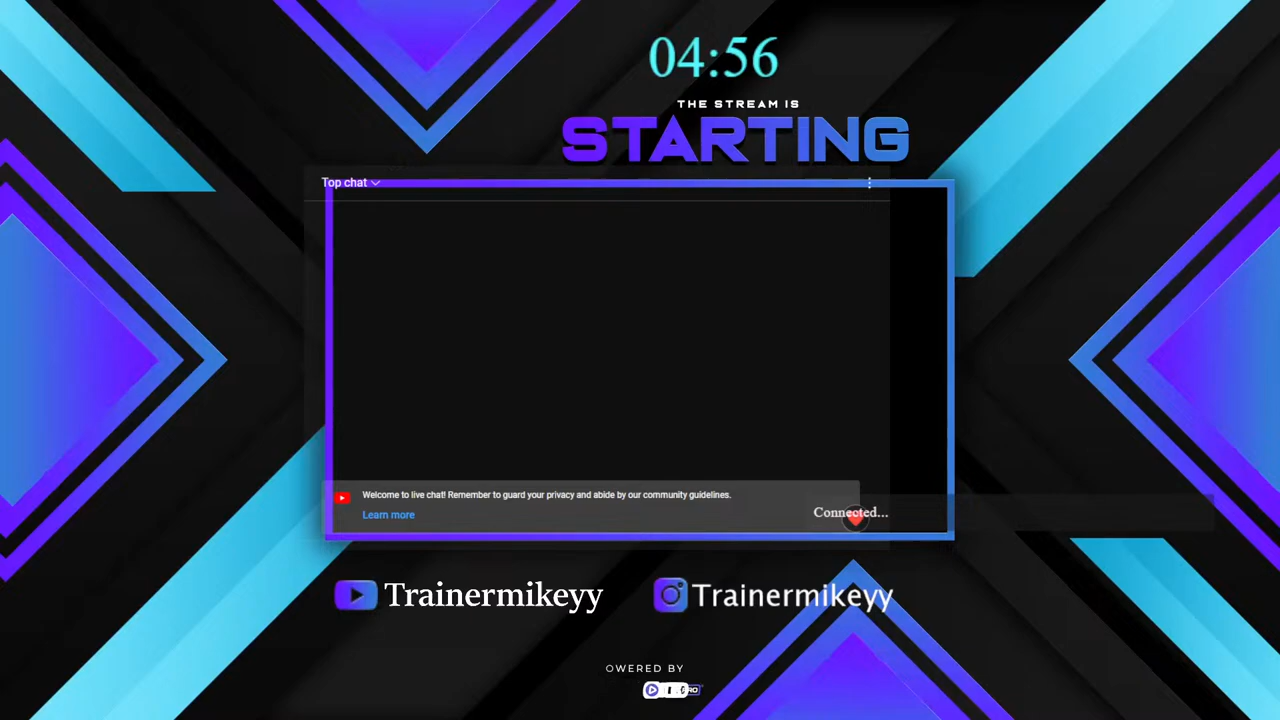 04:56
THE STREAM IS
STARTING
Top chat
Welcome to live chat! Remember to guard your privacy and abide by our community guidelines.
Learn more
Connected...
Trainermikeyy
Trainermikeyy
OWERED BY